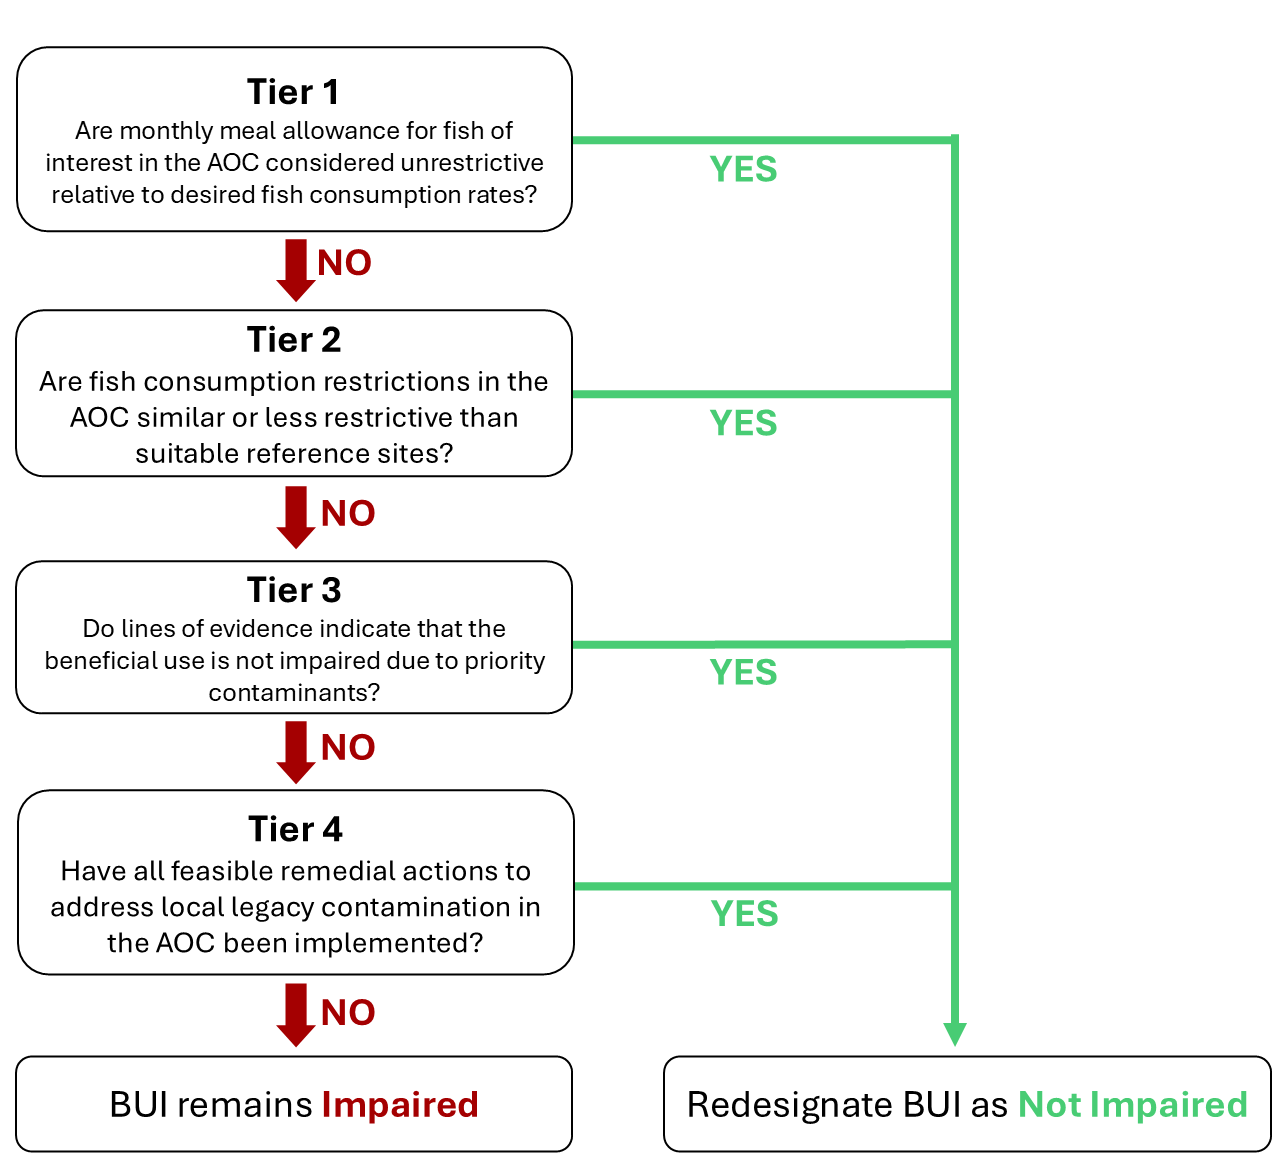 Tier 1
Are monthly meal allowance for fish of
interest in the AOC considered unrestrictive
relative to desired fish consumption rates?
YES
NO
Tier 2
Are fish consumption restrictions in the
AOC similar or less restrictive than
suitable reference sites?
YES
NO
Tier 3
Do lines of evidence indicate that the
beneficial use is not impaired due to priority
contaminants?
YES
NO
Tier 4
Have all feasible remedial actions to
address local legacy contamination in
the AOC been implemented?
YES
NO
BUI remains Impaired
Redesignate BUI as Not Impaired